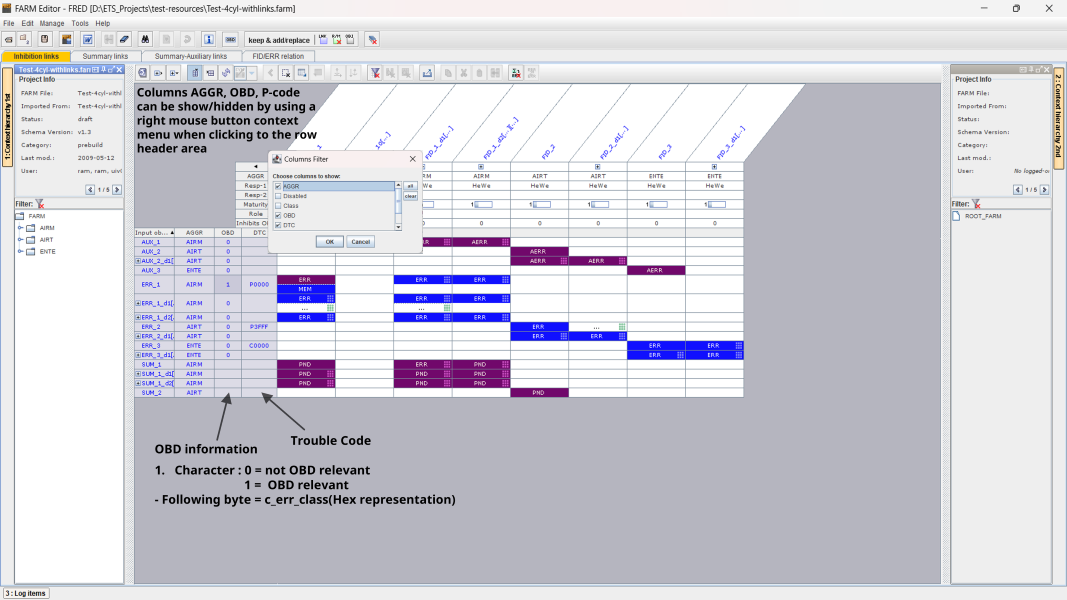 FARM Editor - FRED [D:\ETS_Projects\test-resources\Test-4cyl-withlinks.farm]
File Edit Manage Tools Help
keep & add/replace
Inhibition links Summary links Summary-Auxiliary links FID/ERR relation
Test-4cyl-withlinks.farm
Project Info
FARM File: Test-4cyl-withl
Imported From: Test-4cyl-withl
Status: draft
Schema Version: v1.3
Category: prebuild
Last mod.: 2009-05-12
User: ram, ram, uivl
1 / 5
Filter:
FARM
AIRM
AIRT
ENTE
1 : Context hierarchy 1st
Columns AGGR, OBD, P-code
can be show/hidden by using a
right mouse button context
menu when clicking to the row
header area
FID_1_d1[...] FID_1_d2[...][...] FID_2 FID_2_d1[...] FID_3 FID_3_d1[...]
AGGR AIRM AIRT AIRT ENTE ENTE
Resp-1 HeWe HeWe HeWe HeWe HeWe HeWe
Resp-2
Maturity 1 1 1 1 1
Role
Inhibits O 0 0 0 0 0
Columns Filter
Choose columns to show:
AGGR
Disabled
Class
OBD
DTC
all
clear
OK Cancel
Input ob... AGGR OBD DTC
AUX_1 AIRM 0 AERR
AUX_2 AIRT 0 AERR
AUX_2_d1[ AIRT 0 AERR AERR
AUX_3 ENTE 0 AERR
ERR_1 AIRM 1 P0000 ERR ERR ERR
MEM
ERR_1_d1[. AIRM 0 ERR ERR ERR
... ...
ERR_1_d2[. AIRM 0 ERR ERR ERR
ERR_2 AIRT 0 P3FFF ERR ...
ERR_2_d1[. AIRT 0 ERR ERR
ERR_3 ENTE 0 C0000 ERR ERR
ERR_3_d1[. ENTE 0 ERR ERR
SUM_1 AIRM 0 PND ERR PND
SUM_1_d1[ AIRM 0 PND PND PND
SUM_1_d2[ AIRM 0 PND PND PND
SUM_2 AIRT 0 PND
OBD information
Trouble Code
1. Character : 0 = not OBD relevant
1 = OBD relevant
- Following byte = c_err_class(Hex representation)
Project Info
FARM File:
Imported From:
Status:
Schema Version:
Category:
Last mod.:
User: No logged-o
1 / 5
Filter:
ROOT_FARM
2 : Context hierarchy 2nd
3 : Log items